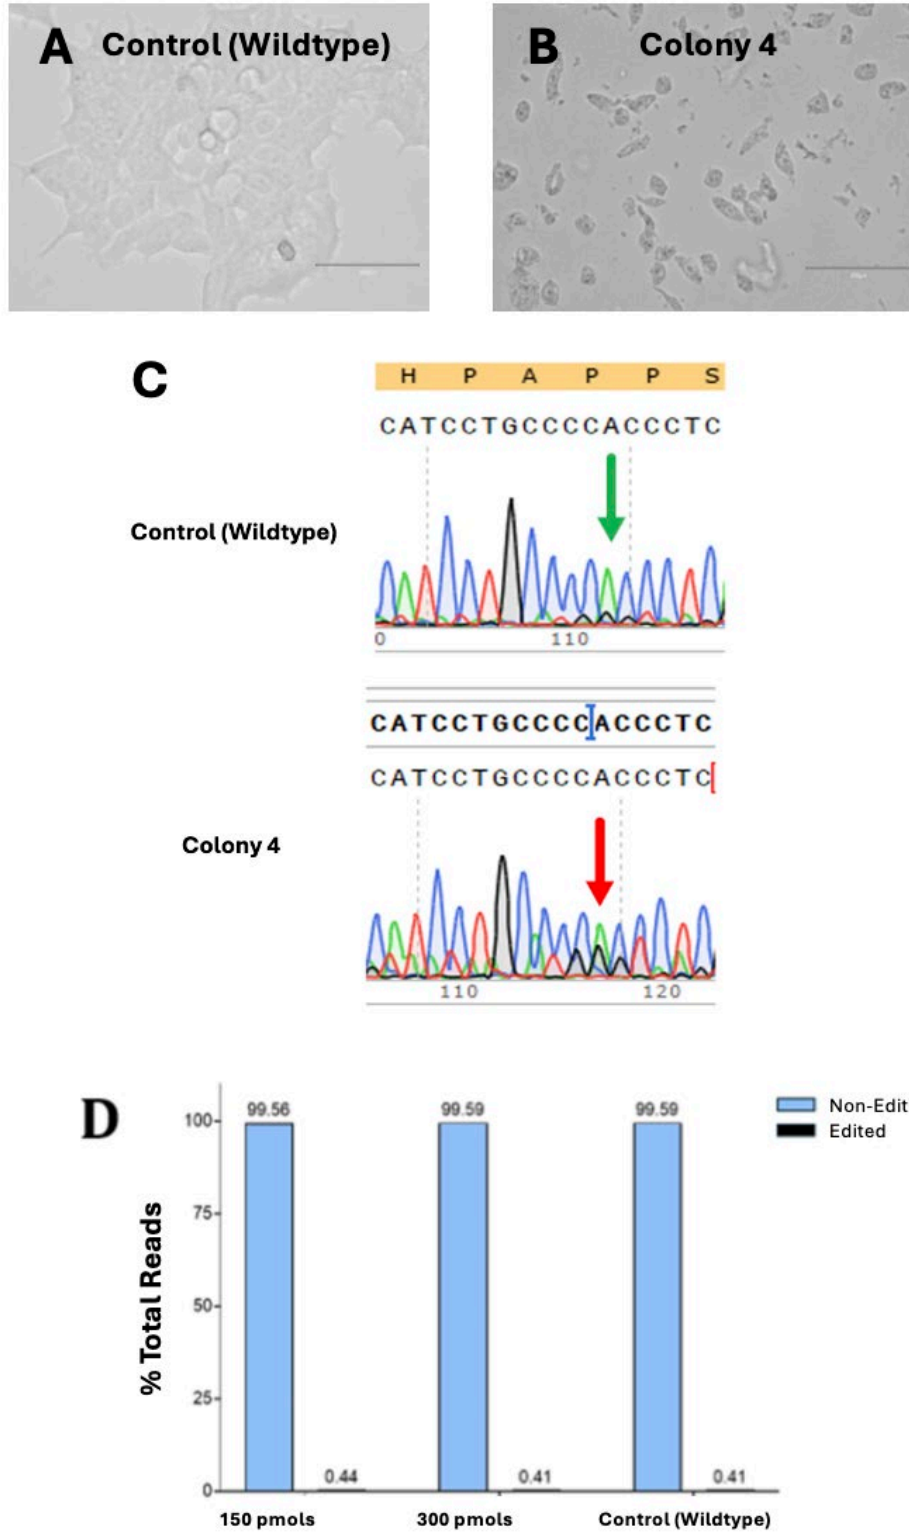 A Control (Wildtype)
B Colony 4
C
H P A P P S
CATCCTGCCCCACCCTC
Control (Wildtype)
0 110
CATCCTGCCCCACCCTC
CATCCTGCCCCACCCTC
Colony 4
110 120
D
Non-Edit
Edited
% Total Reads
100
75
50
25
0
99.56 99.59 99.59
0.44 0.41 0.41
150 pmols 300 pmols Control (Wildtype)